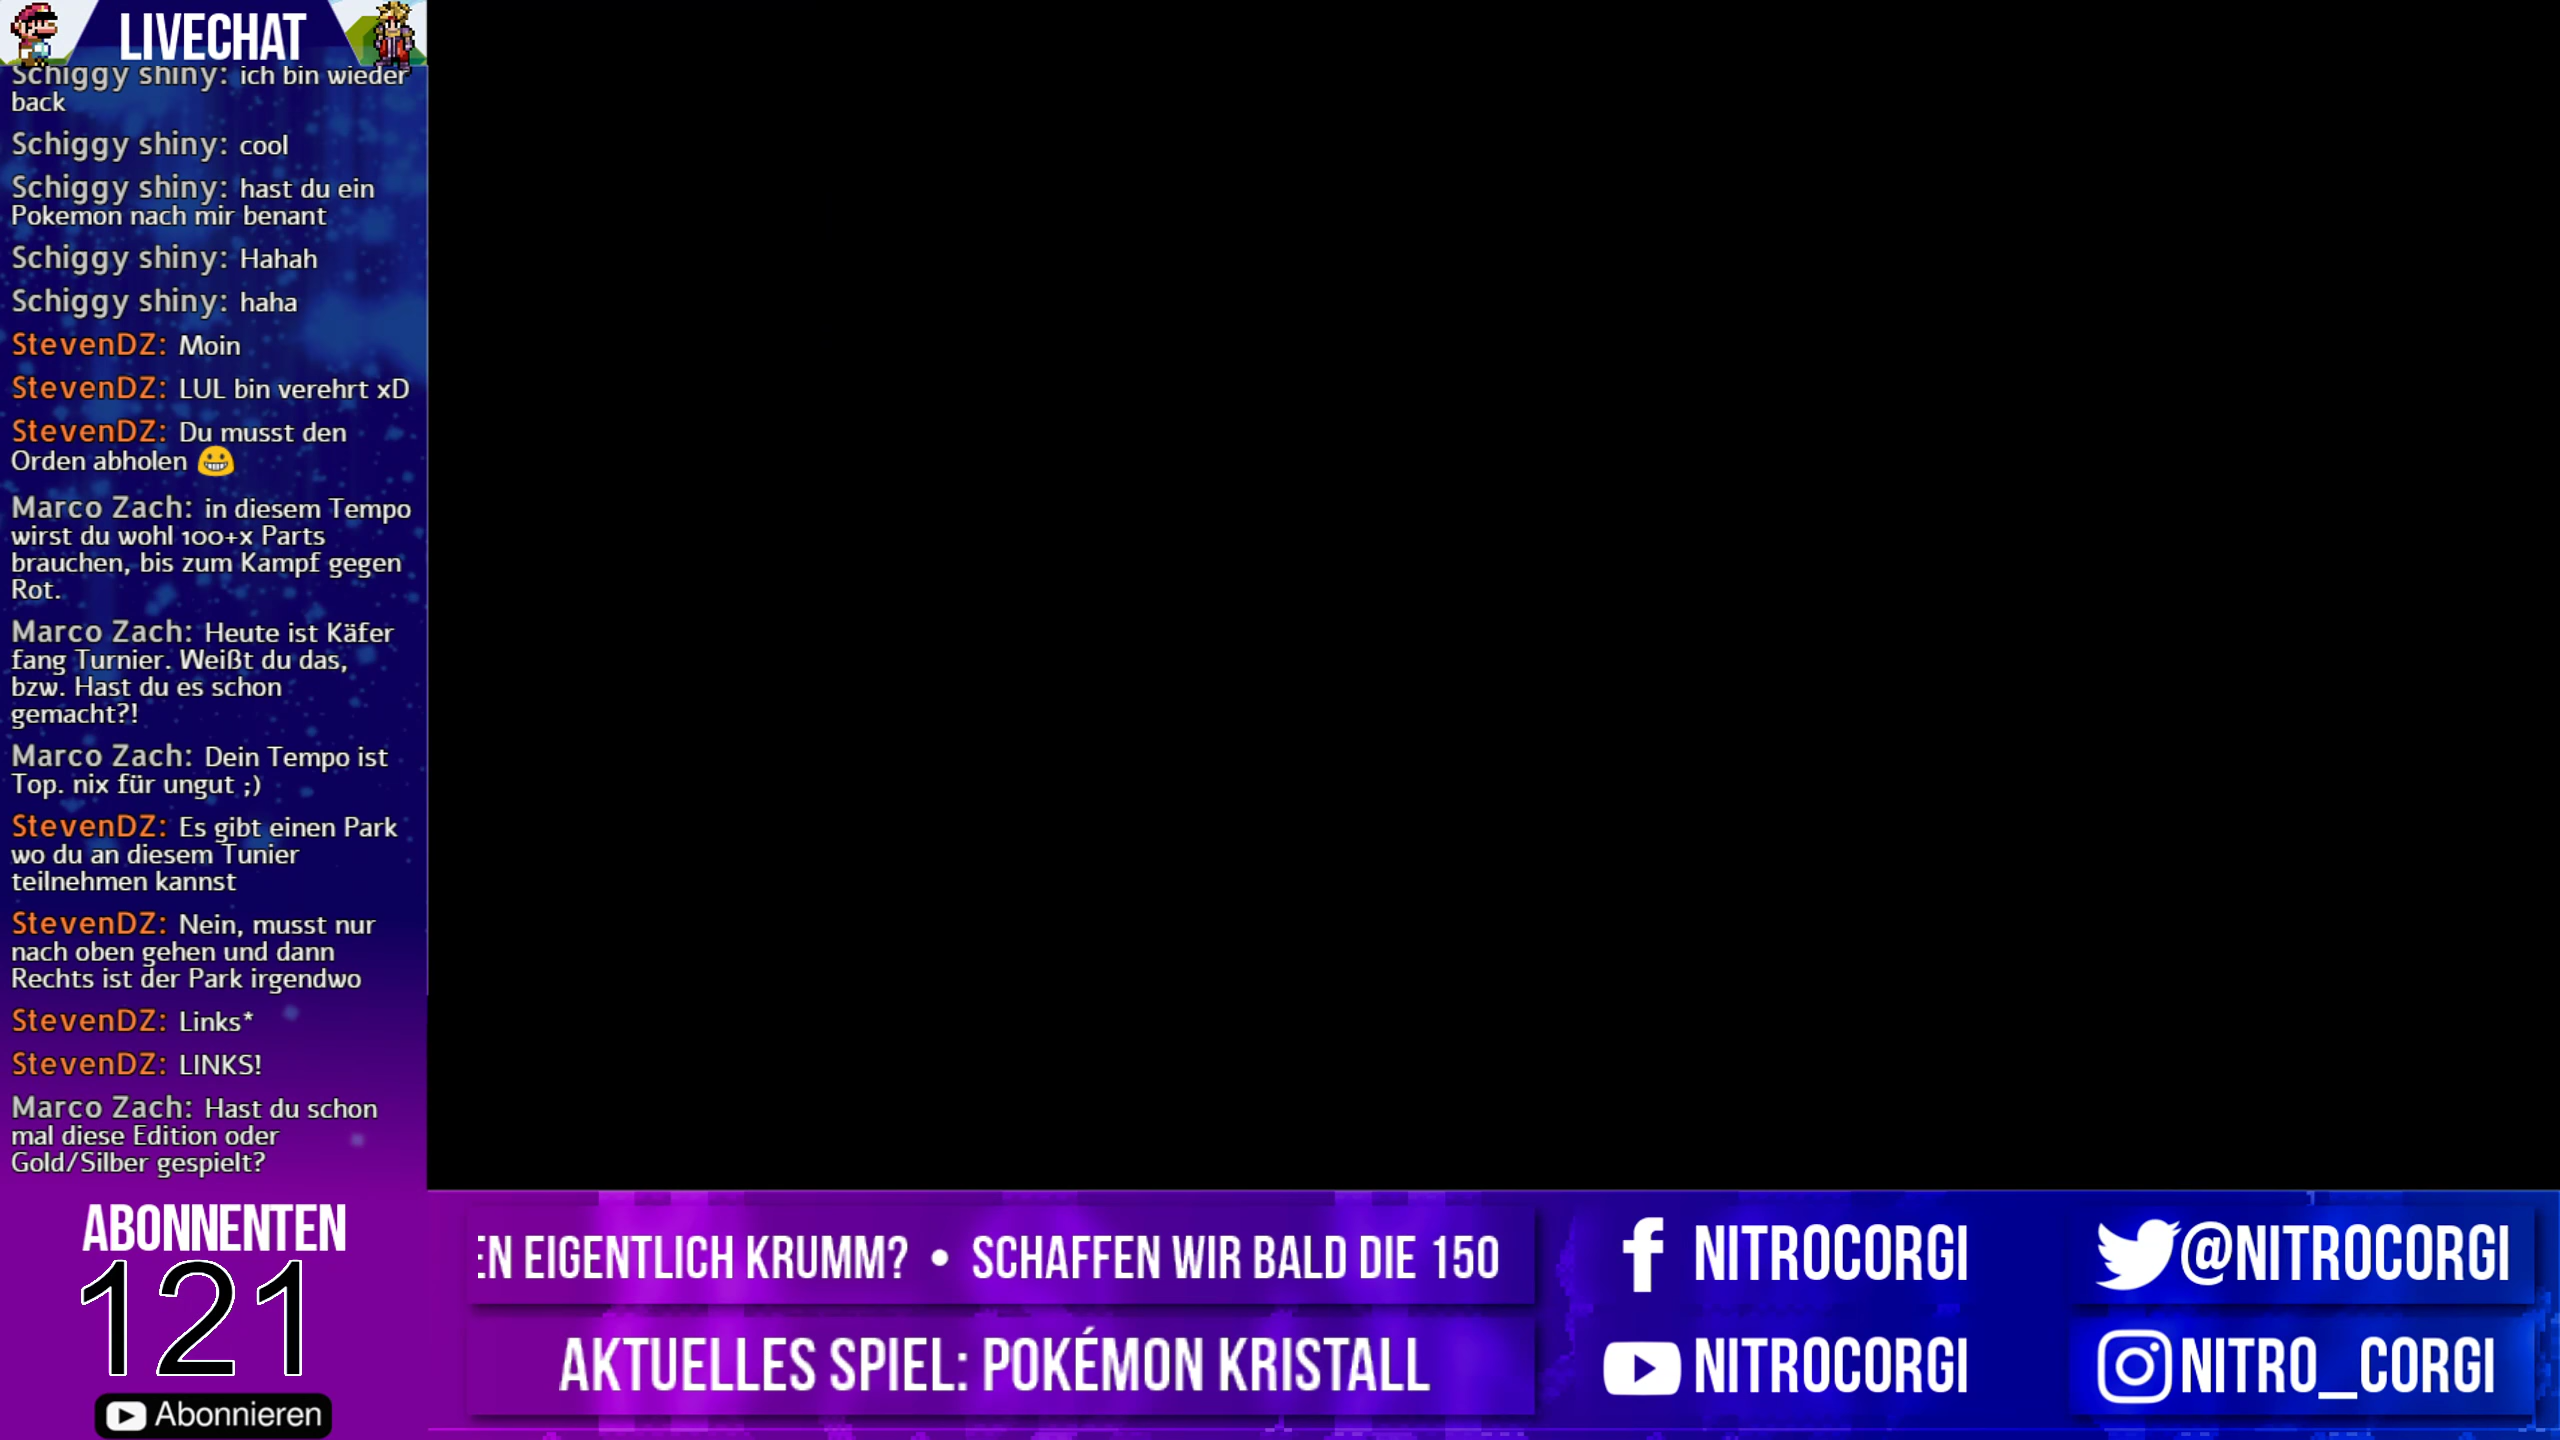 LIVECHAT
Schiggy shiny: ich bin wieder
back
Schiggy shiny: cool
Schiggy shiny: hast du ein
Pokemon nach mir benant
Schiggy shiny: Hahah
Schiggy shiny: haha
StevenDZ: Moin
StevenDZ: LUL bin verehrt xD
StevenDZ: Du musst den
Orden abholen 😀
Marco Zach: in diesem Tempo
wirst du wohl 100+x Parts
brauchen, bis zum Kampf gegen
Rot.
Marco Zach: Heute ist Käfer
fang Turnier. Weißt du das,
bzw. Hast du es schon
gemacht?!
Marco Zach: Dein Tempo ist
Top. nix für ungut ;)
StevenDZ: Es gibt einen Park
wo du an diesem Tunier
teilnehmen kannst
StevenDZ: Nein, musst nur
nach oben gehen und dann
Rechts ist der Park irgendwo
StevenDZ: Links*
StevenDZ: LINKS!
Marco Zach: Hast du schon
mal diese Edition oder
Gold/Silber gespielt?
ABONNENTEN
121
Abonnieren
EN EIGENTLICH KRUMM? • SCHAFFEN WIR BALD DIE 150
AKTUELLES SPIEL: POKÉMON KRISTALL
NITROCORGI
@NITROCORGI
NITROCORGI
NITRO_CORGI